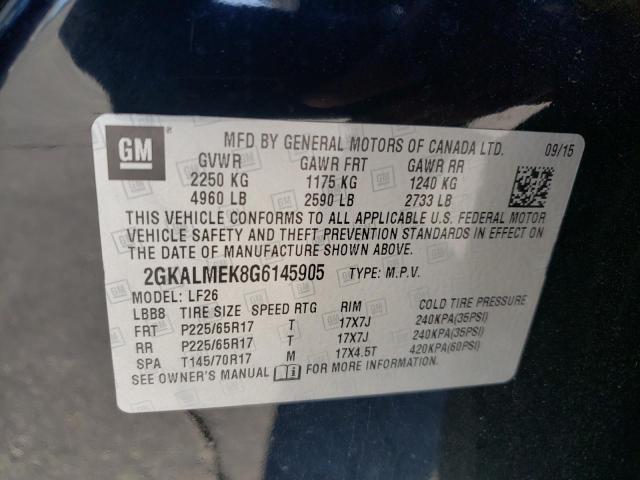 GM
MFD BY GENERAL MOTORS OF CANADA LTD. 09/15
GVWR GAWR FRT GAWR RR
2250 KG 1175 KG 1240 KG
4960 LB 2590 LB 2733 LB
THIS VEHICLE CONFORMS TO ALL APPLICABLE U.S. FEDERAL MOTOR
VEHICLE SAFETY AND THEFT PREVENTION STANDARDS IN EFFECT ON
THE DATE OF MANUFACTURE SHOWN ABOVE.
2GKALMEK8G6145905 TYPE: M.P.V.
MODEL: LF26
LBB8 TIRE SIZE SPEED RTG RIM COLD TIRE PRESSURE
FRT P225/65R17 T 17X7J 240KPA(35PSI)
RR P225/65R17 T 17X7J 240KPA(35PSI)
SPA T145/70R17 M 17X4.5T 420KPA(60PSI)
SEE OWNER'S MANUAL FOR MORE INFORMATION